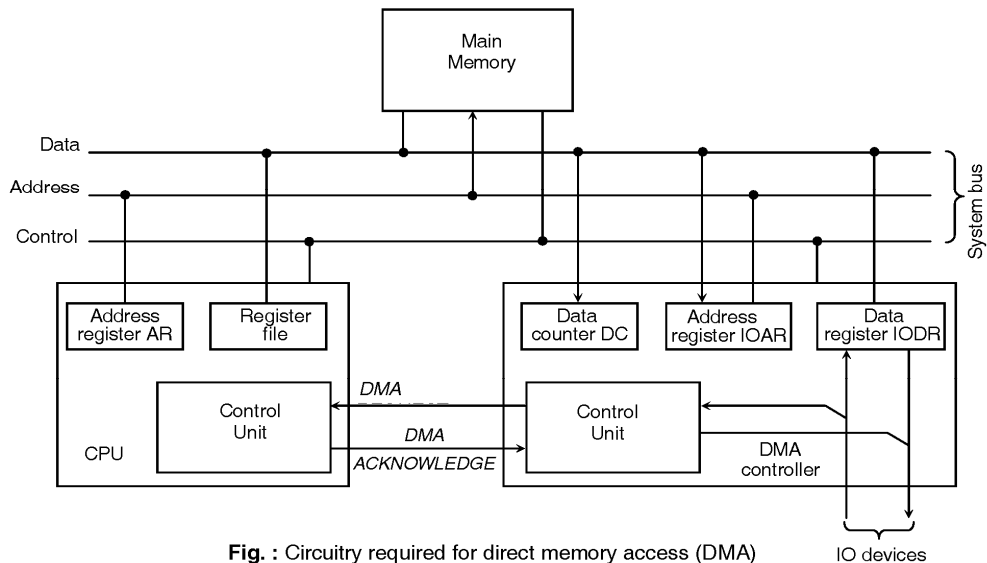 Main
Memory
Data
Address
Control
System bus
Address
register AR
Register
file
Data
counter DC
Address
register IOAR
Data
register IODR
DMA
Control
Unit
DMA
ACKNOWLEDGE
Control
Unit
CPU
DMA
controller
IO devices
Fig. : Circuitry required for direct memory access (DMA)